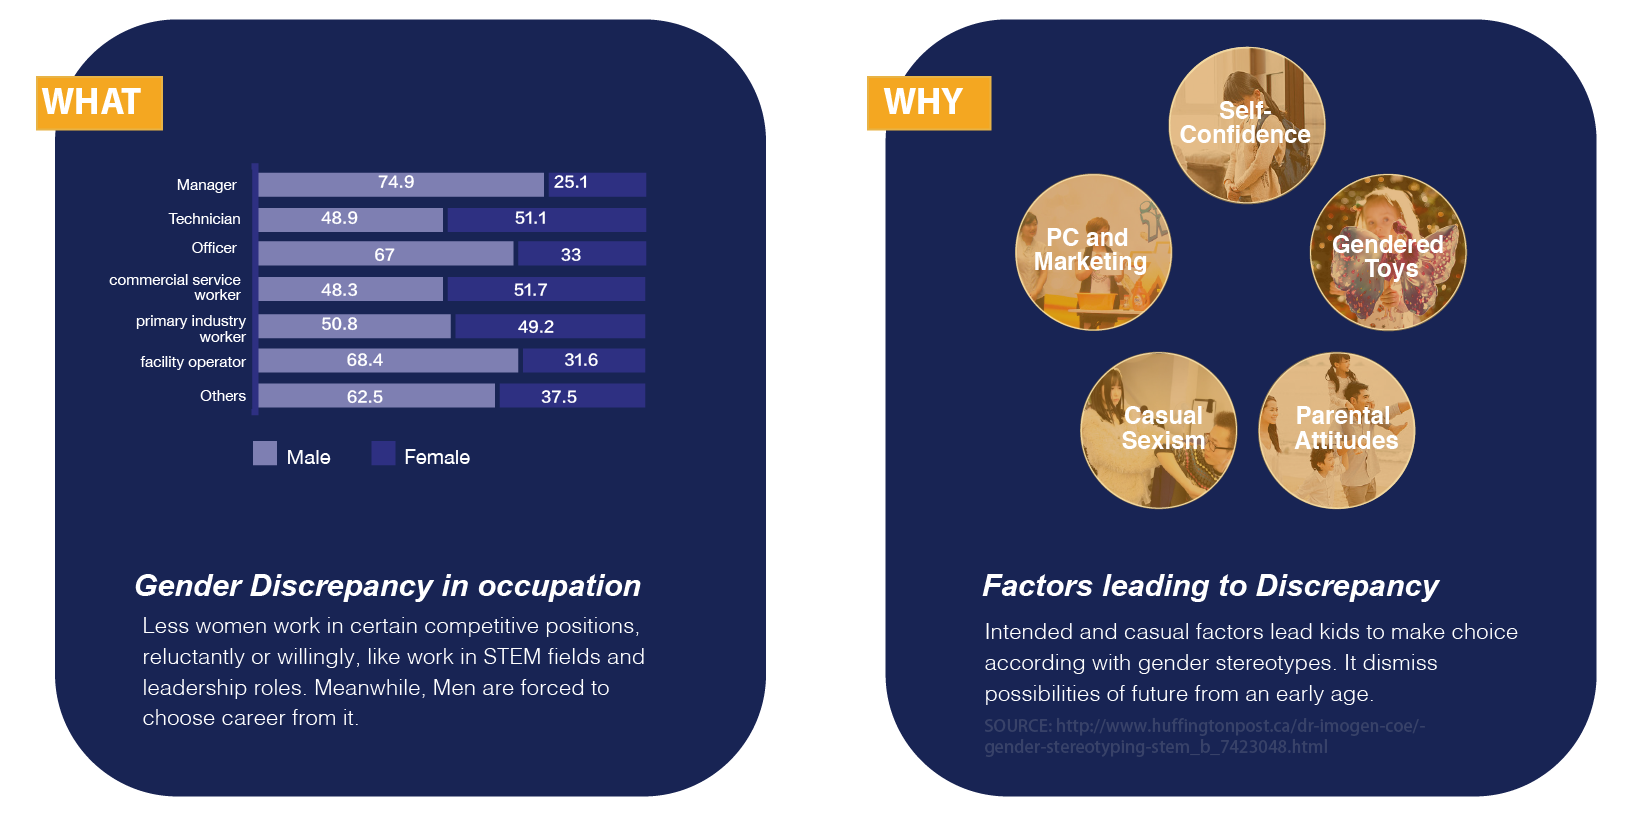 WHAT
Manager
74.9
25.1
Technician
48.9
51.1
Officer
67
33
commercial service
worker
48.3
51.7
primary industry
worker
50.8
49.2
facility operator
68.4
31.6
Others
62.5
37.5
Male
Female
Gender Discrepancy in occupation
Less women work in certain competitive positions,
reluctantly or willingly, like work in STEM fields and
leadership roles. Meanwhile, Men are forced to
choose career from it.
WHY
Self-
Confidence
PC and
Marketing
Gendered
Toys
Casual
Sexism
Parental
Attitudes
Factors leading to Discrepancy
Intended and casual factors lead kids to make choice
according with gender stereotypes. It dismiss
possibilities of future from an early age.
SOURCE: http://www.huffingtonpost.ca/dr-imogen-coe/-
gender-stereotyping-stem_b_7423048.html